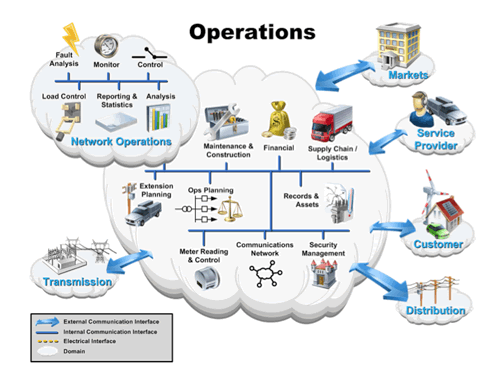 Operations
Fault
Analysis
Monitor
Control
Load Control
Reporting &
Statistics
Analysis
Network Operations
Markets
Service
Provider
Maintenance &
Construction
Financial
Supply Chain /
Logistics
Extension
Planning
Ops Planning
Records &
Assets
Customer
Meter Reading
& Control
Communications
Network
Security
Management
Transmission
Distribution
External Communication Interface
Internal Communication Interface
Electrical Interface
Domain